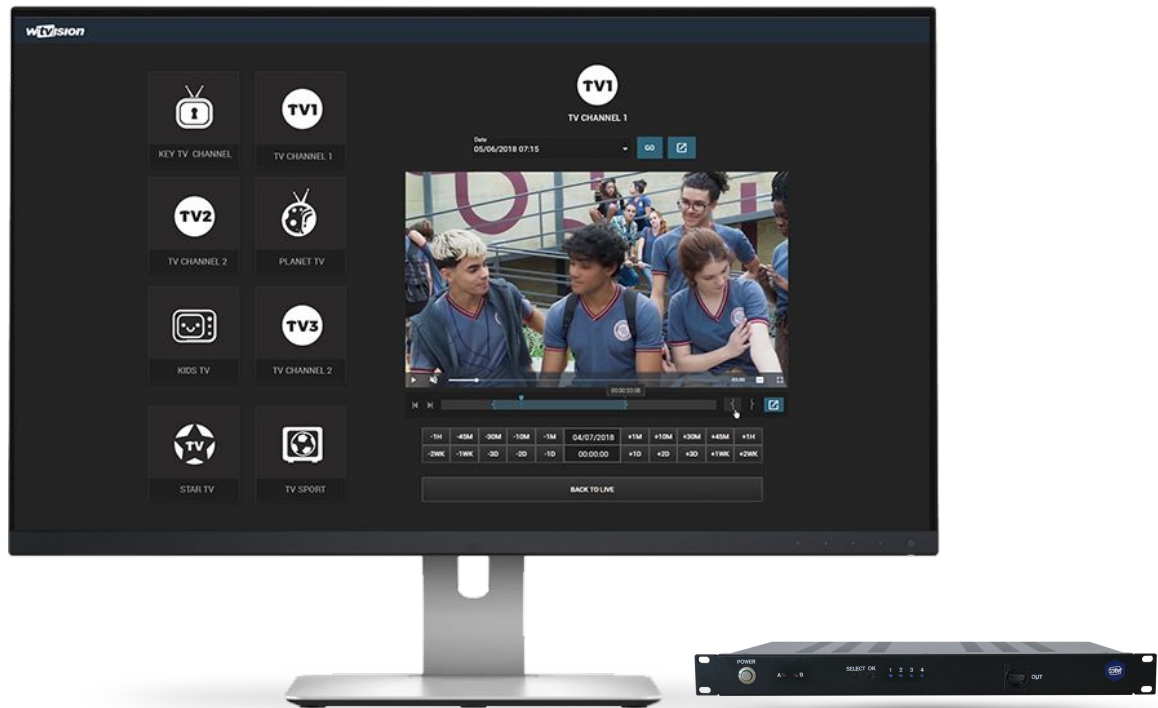 wTVision
KEY TV CHANNEL
TV1
TV CHANNEL 1
TV2
TV CHANNEL 2
PLANET TV
KIDS TV
TV3
TV CHANNEL 2
TV
STAR TV
TV SPORT
TV1
TV CHANNEL 1
Date
05/06/2018 07:15
GO
00:00:33:08
-1H -45M -30M -10M -1M 04/07/2018 +1M +10M +30M +45M +1H
-2WK -1WK -3D -2D -1D 00:00:00 +1D +2D +3D +1WK +2WK
BACK TO LIVE
POWER
A B
SELECT OK
1 2 3 4
OUT